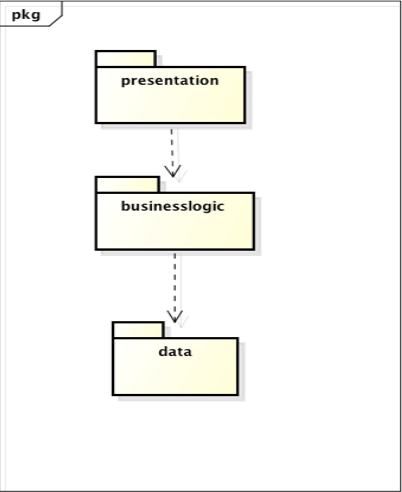 pkg
presentation
businesslogic
data